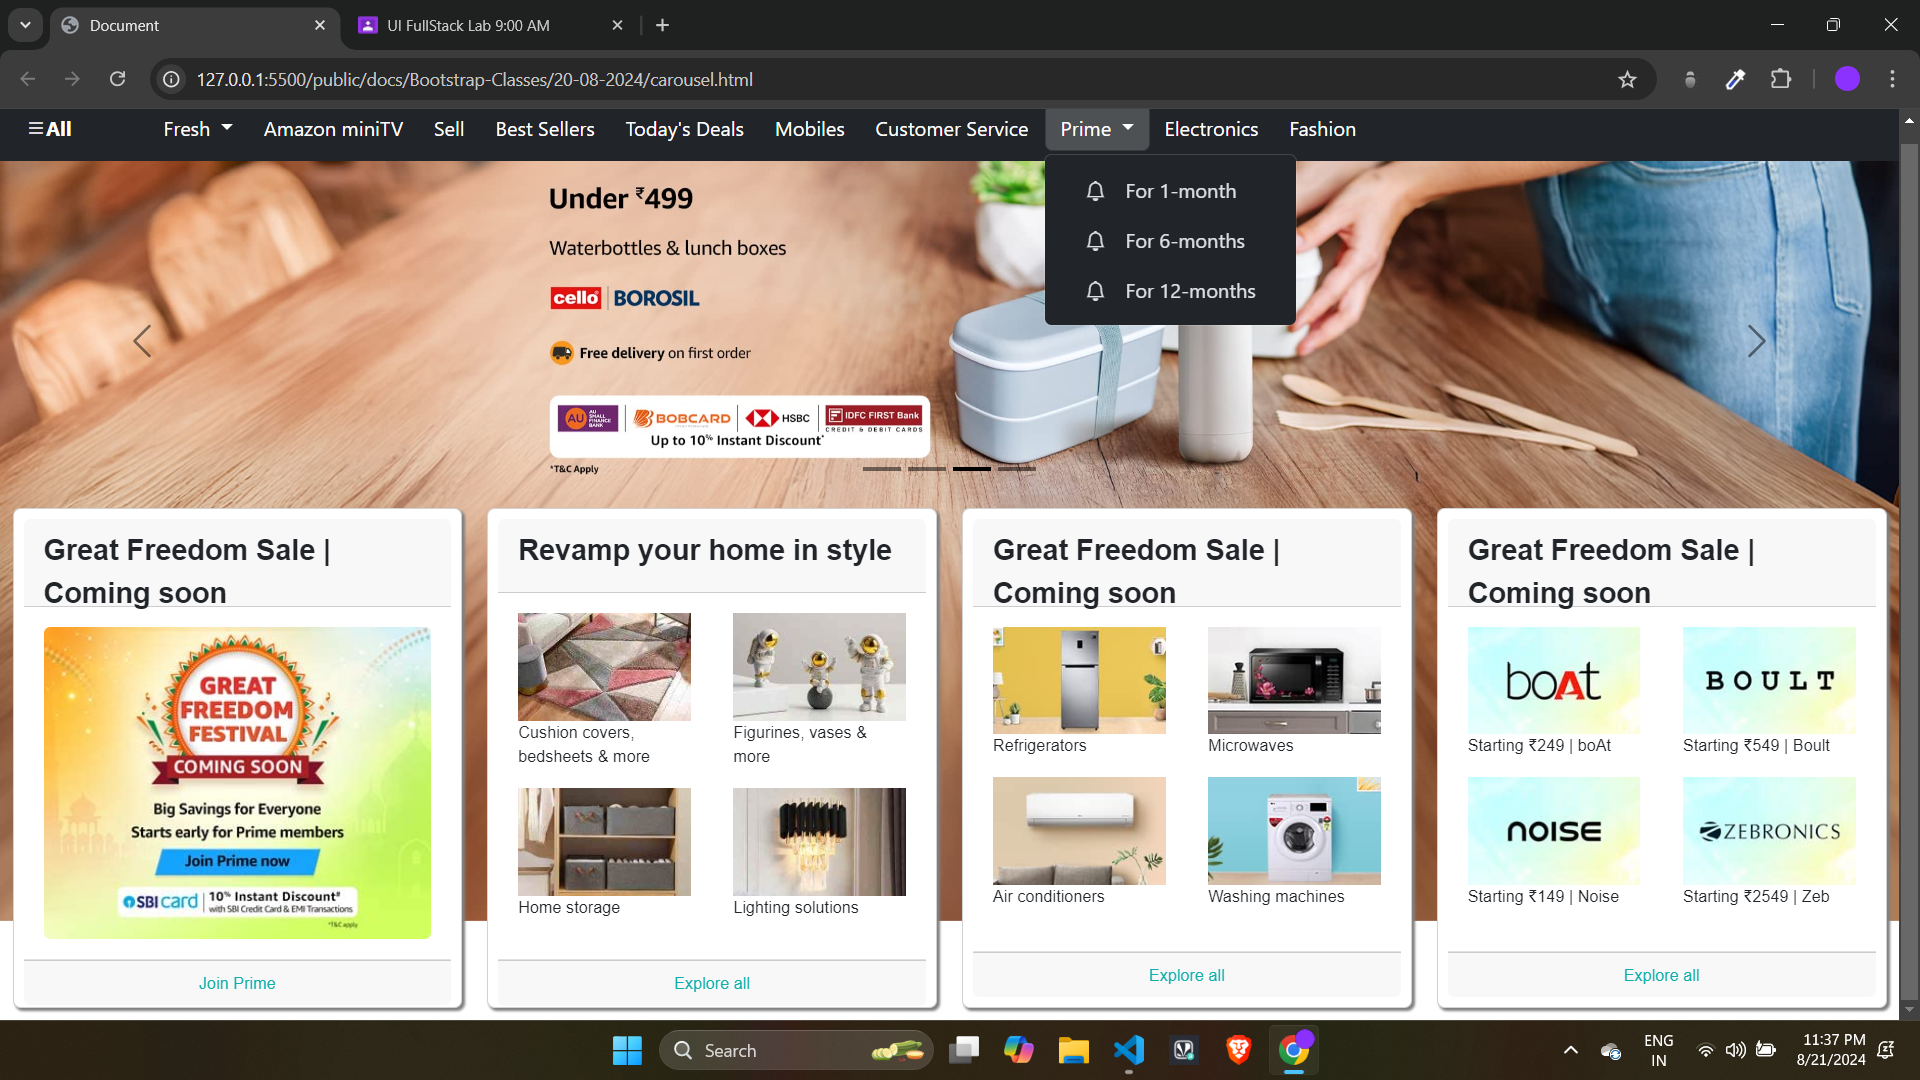 Document
UI FullStack Lab 9:00 AM
127.0.0.1:5500/public/docs/Bootstrap-Classes/20-08-2024/carousel.html
All
Fresh
Amazon miniTV
Sell
Best Sellers
Today's Deals
Mobiles
Customer Service
Prime
Electronics
Fashion
For 1-month
For 6-months
For 12-months
Under ₹499
Waterbottles & lunch boxes
cello BOROSIL
Free delivery on first order
AU SMALL FINANCE BANK
BOBCARD
HSBC
IDFC FIRST Bank
CREDIT & DEBIT CARDS
Up to 10% Instant Discount*
*T&C Apply
Great Freedom Sale |
Coming soon
GREAT
FREEDOM
FESTIVAL
COMING SOON
Big Savings for Everyone
Starts early for Prime members
Join Prime now
SBI card
10% Instant Discount#
with SBI Credit Card & EMI Transactions
*T&C apply
Join Prime
Revamp your home in style
Cushion covers,
bedsheets & more
Figurines, vases &
more
Home storage
Lighting solutions
Explore all
Great Freedom Sale |
Coming soon
Refrigerators
Microwaves
Air conditioners
Washing machines
Explore all
Great Freedom Sale |
Coming soon
boAt
BOULT
Starting ₹249 | boAt
Starting ₹549 | Boult
noise
ZEBRONICS
Starting ₹149 | Noise
Starting ₹2549 | Zeb
Explore all
Search
ENG
IN
11:37 PM
8/21/2024